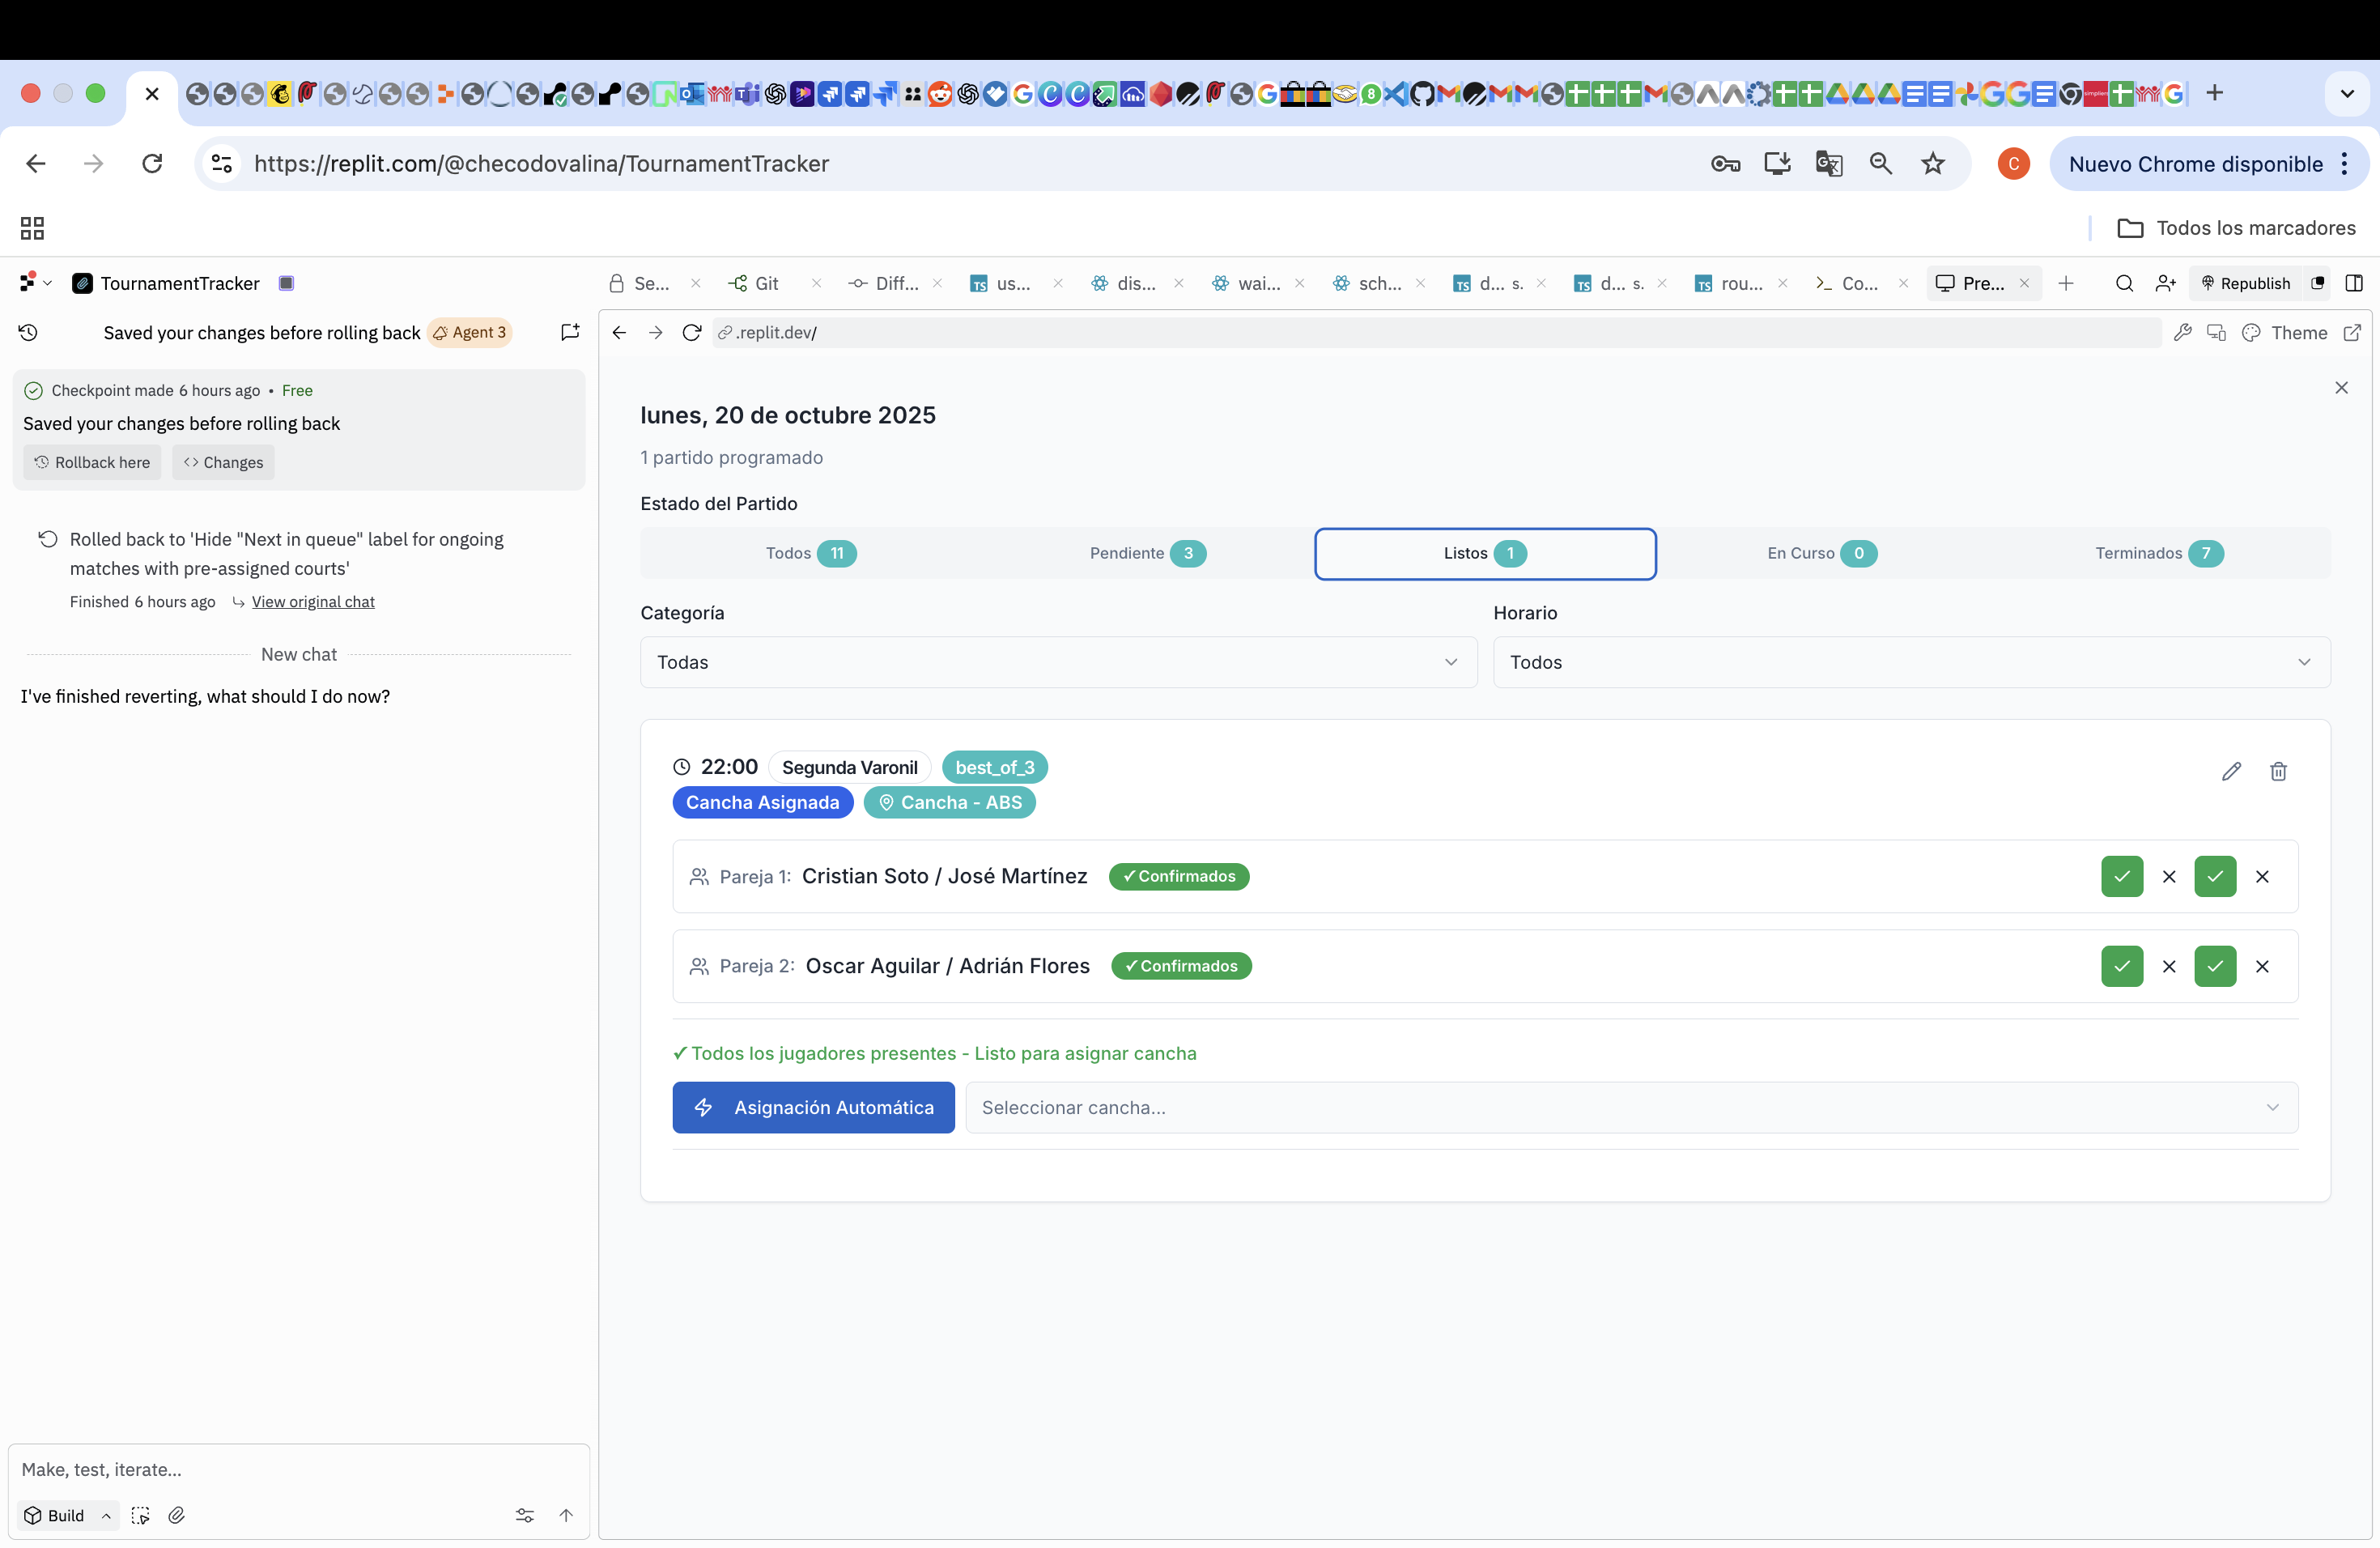 https://replit.com/@checodovalina/TournamentTracker
C
Nuevo Chrome disponible
Todos los marcadores
TournamentTracker
Se...
Git
Diff...
us...
dis...
wai...
sch...
d... s.
d... s.
rou...
Co...
Pre...
Republish
Saved your changes before rolling back
Agent 3
.replit.dev/
Theme
Checkpoint made 6 hours ago • Free
Saved your changes before rolling back
Rollback here
Changes
Rolled back to 'Hide "Next in queue" label for ongoing
matches with pre-assigned courts'
Finished 6 hours ago
View original chat
New chat
I've finished reverting, what should I do now?
Make, test, iterate...
Build
lunes, 20 de octubre 2025
1 partido programado
Estado del Partido
Todos 11
Pendiente 3
Listos 1
En Curso 0
Terminados 7
Categoría
Horario
Todas
Todos
22:00 Segunda Varonil best_of_3
Cancha Asignada Cancha - ABS
Pareja 1: Cristian Soto / José Martínez ✓ Confirmados
Pareja 2: Oscar Aguilar / Adrián Flores ✓ Confirmados
✓ Todos los jugadores presentes - Listo para asignar cancha
Asignación Automática
Seleccionar cancha...